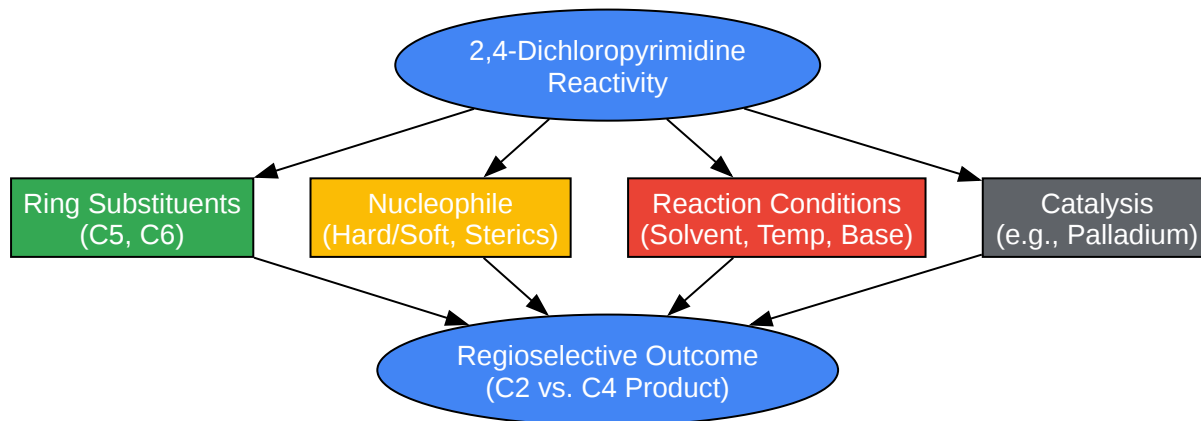 2,4-Dichloropyrimidine
Reactivity
Ring Substituents
(C5, C6)
Nucleophile
(Hard/Soft, Sterics)
Reaction Conditions
(Solvent, Temp, Base)
Catalysis
(e.g., Palladium)
Regioselective Outcome
(C2 vs. C4 Product)